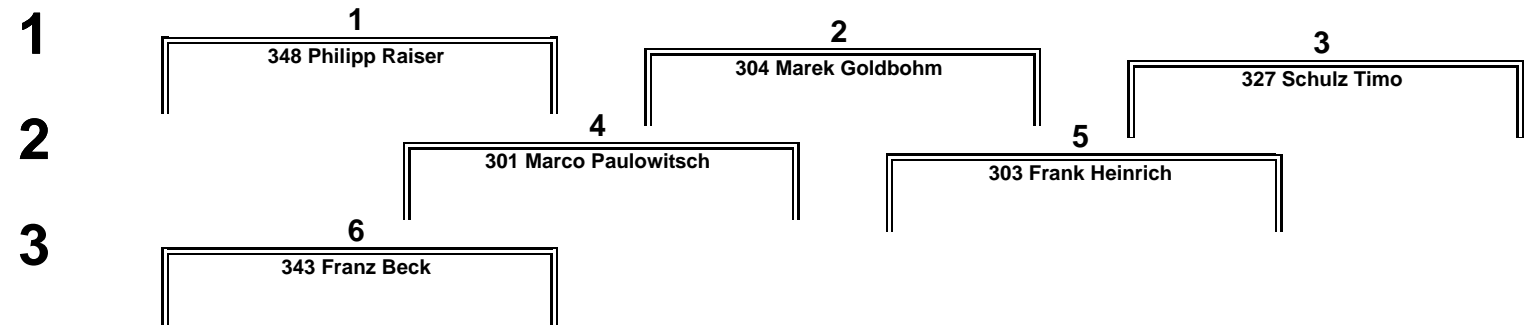 1
1
348 Philipp Raiser
2
304 Marek Goldbohm
3
327 Schulz Timo
2
4
301 Marco Paulowitsch
5
303 Frank Heinrich
3
6
343 Franz Beck